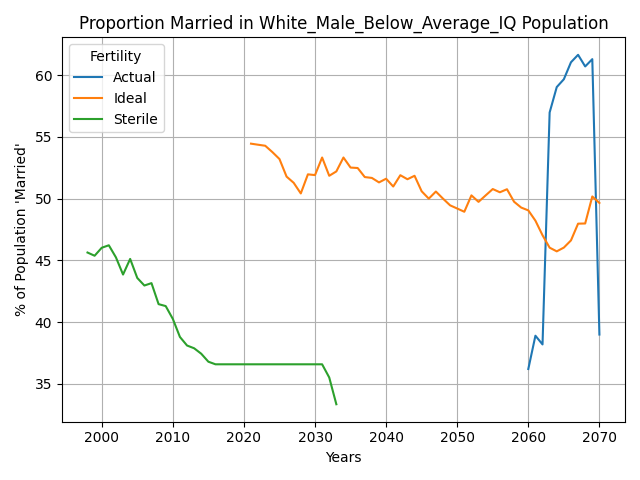 Proportion Married in White_Male_Below_Average_IQ Population
Fertility
Actual
Ideal
Sterile
% of Population 'Married'
60
55
50
45
40
35
2000
2010
2020
2030
2040
2050
2060
2070
Years